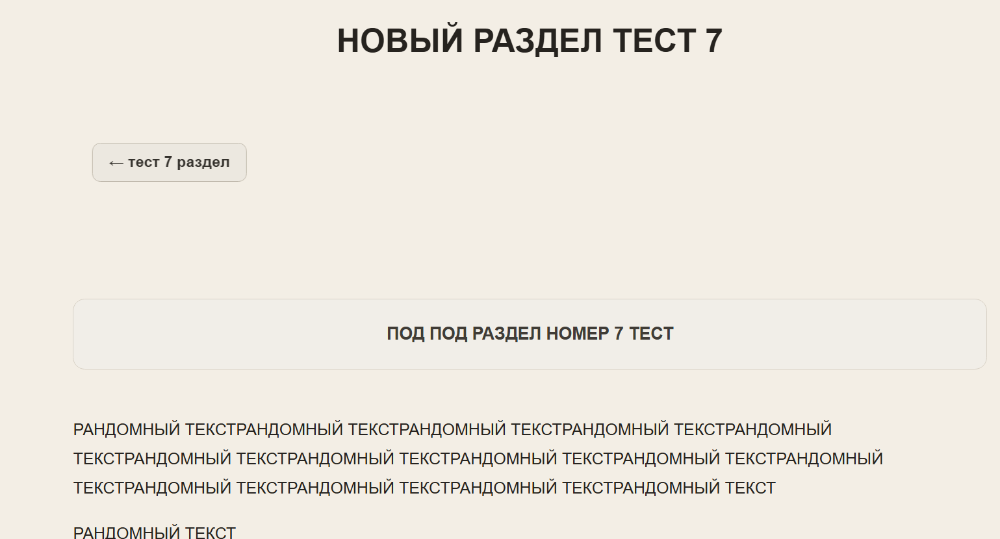 НОВЫЙ РАЗДЕЛ ТЕСТ 7
← тест 7 раздел
ПОД ПОД РАЗДЕЛ НОМЕР 7 ТЕСТ
РАНДОМНЫЙ ТЕКСТРАНДОМНЫЙ ТЕКСТРАНДОМНЫЙ ТЕКСТРАНДОМНЫЙ ТЕКСТРАНДОМНЫЙ
ТЕКСТРАНДОМНЫЙ ТЕКСТРАНДОМНЫЙ ТЕКСТРАНДОМНЫЙ ТЕКСТРАНДОМНЫЙ ТЕКСТРАНДОМНЫЙ
ТЕКСТРАНДОМНЫЙ ТЕКСТРАНДОМНЫЙ ТЕКСТРАНДОМНЫЙ ТЕКСТРАНДОМНЫЙ ТЕКСТ
РАНДОМНЫЙ ТЕКСТ